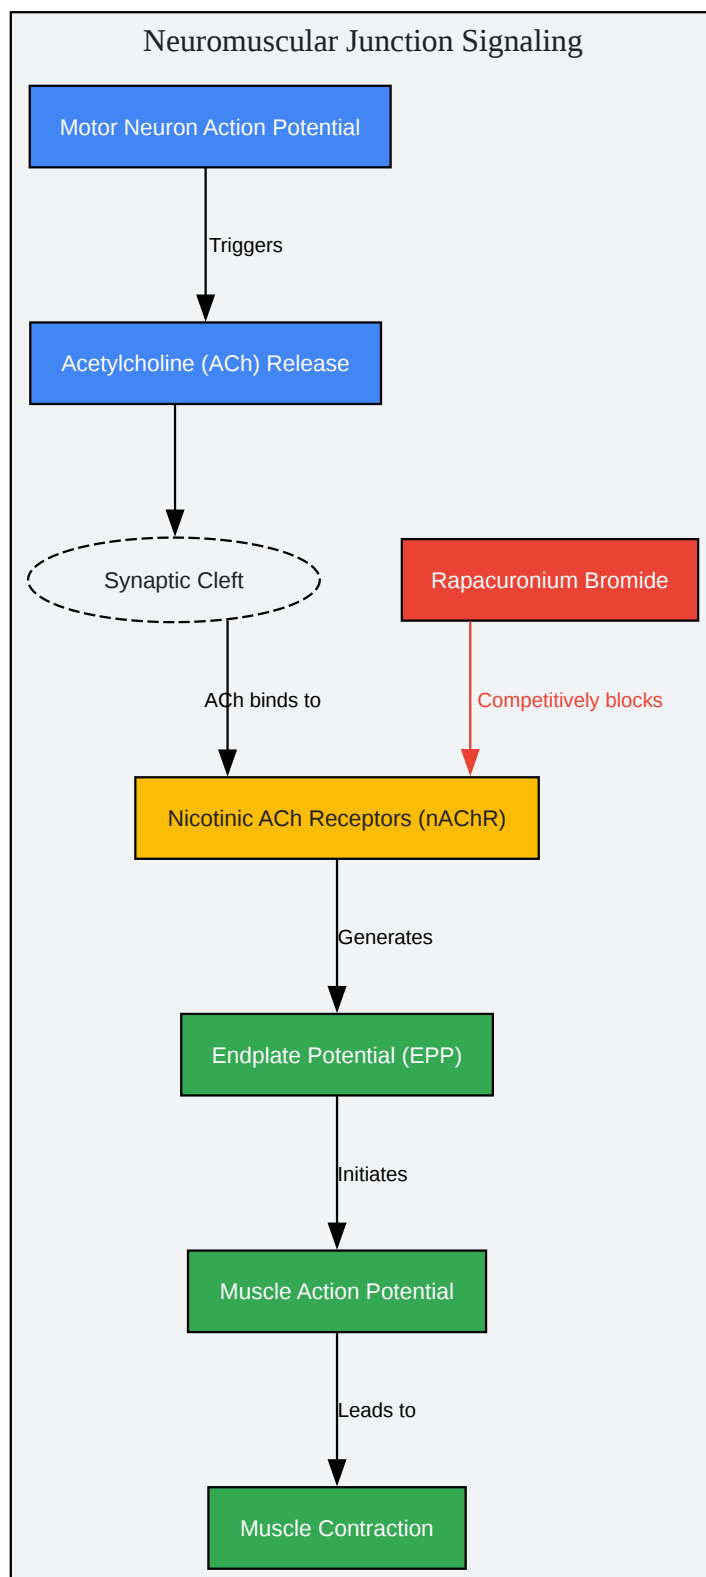 Neuromuscular Junction Signaling
Motor Neuron Action Potential
Triggers
Acetylcholine (ACh) Release
Synaptic Cleft
Rapacuronium Bromide
ACh binds to
Competitively blocks
Nicotinic ACh Receptors (nAChR)
Generates
Endplate Potential (EPP)
Initiates
Muscle Action Potential
Leads to
Muscle Contraction